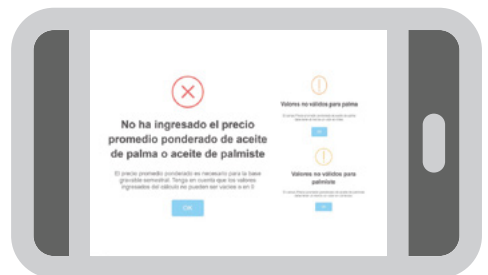 No ha ingresado el precio
promedio ponderado de aceite
de palma o aceite de palmiste
El precio promedio ponderado es necesario para la base
gravable semestral. Tenga en cuenta que los valores
ingresados del cálculo no pueden ser vacíos o en 0
OK
Valores no válidos para palma
Valores no válidos para
palmiste